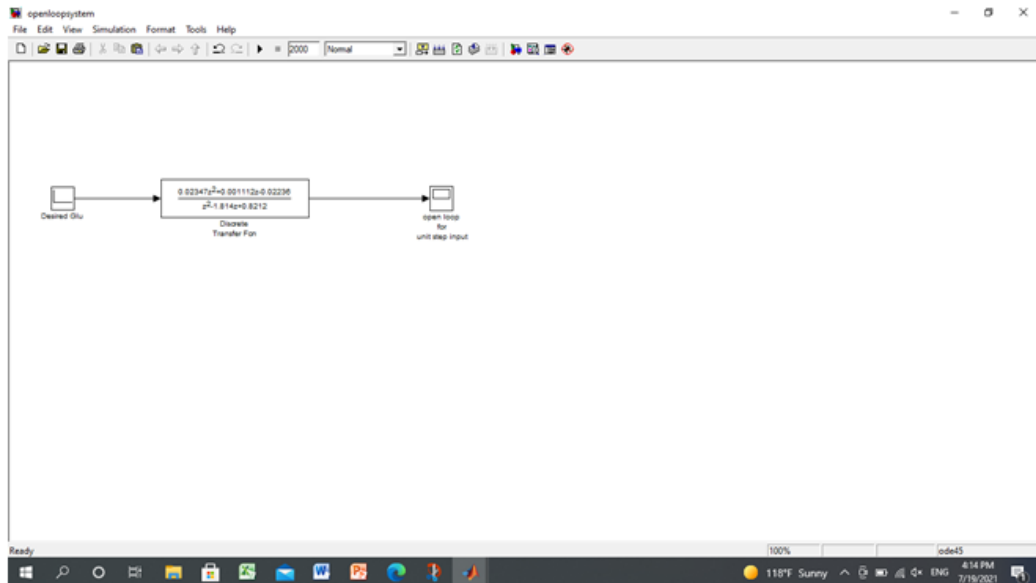 openloopsystem
File Edit View Simulation Format Tools Help
2000 Normal
0.02347z²+0.001112z-0.02236
z²-1.814z+0.8212
Desired Glu
Discrete
Transfer Fcn
open loop
for
unit step input
Ready 100% ode45
118°F Sunny ENG 4:14 PM
7/19/2021